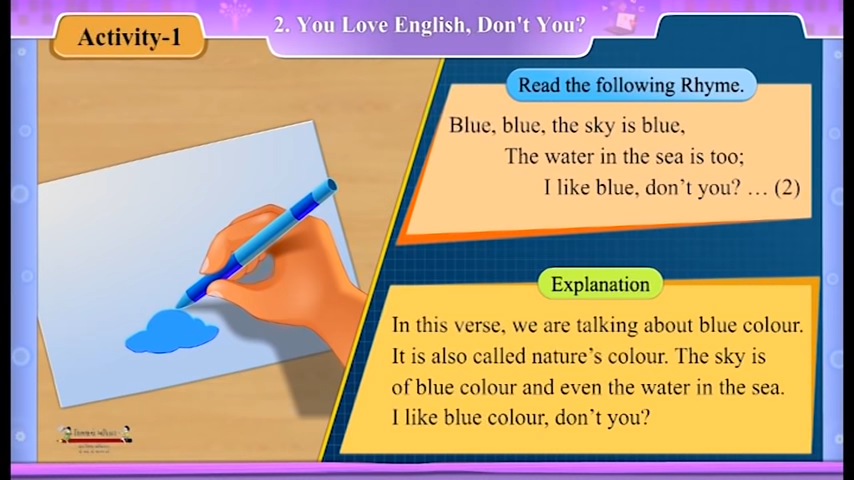 2. You Love English, Don't You?
Activity-1
Read the following Rhyme.
Blue, blue, the sky is blue,
The water in the sea is too;
I like blue, don't you? ... (2)
Explanation
In this verse, we are talking about blue colour.
It is also called nature's colour. The sky is
of blue colour and even the water in the sea.
I like blue colour, don't you?